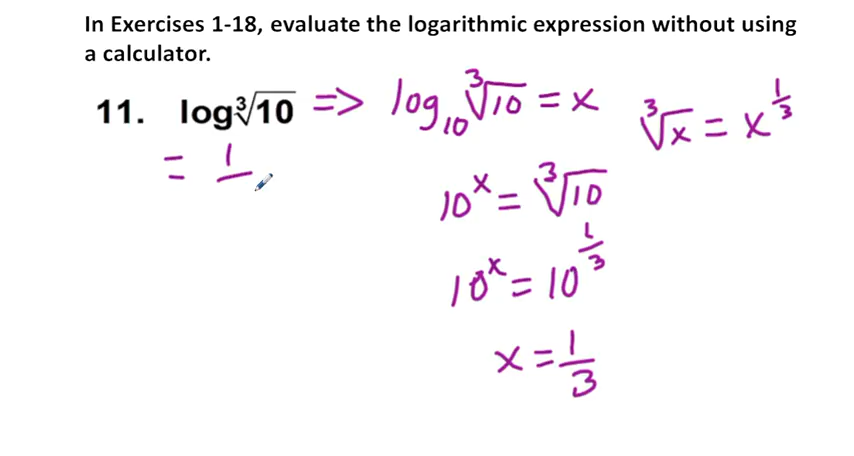 In Exercises 1-18, evaluate the logarithmic expression without using
a calculator.
11. log∛10 => log₁₀ ∛10 = x ∛x = x^(1/3)
= 1/
10^x = ∛10
10^x = 10^(1/3)
x = 1/3